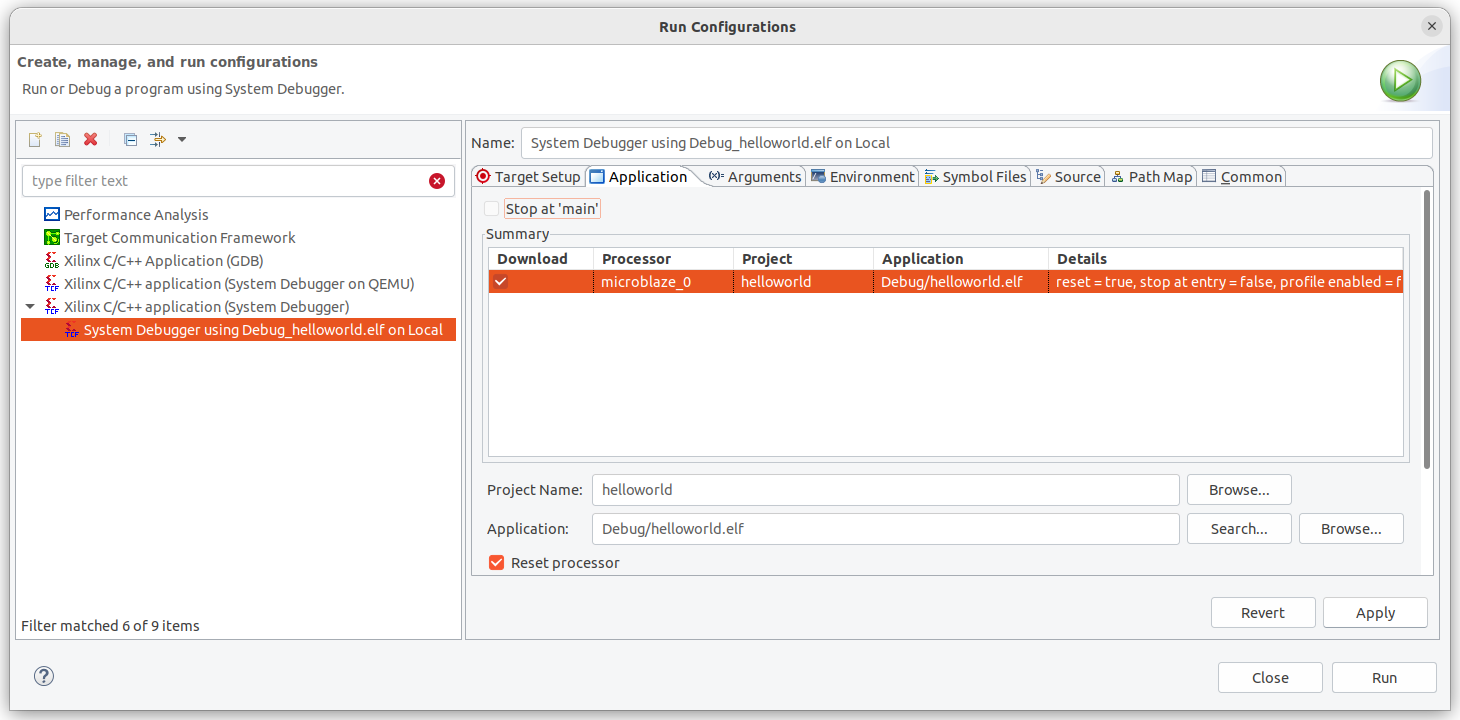 Run Configurations
Create, manage, and run configurations
Run or Debug a program using System Debugger.
type filter text
Performance Analysis
Target Communication Framework
GDB Xilinx C/C++ Application (GDB)
TCF Xilinx C/C++ application (System Debugger on QEMU)
TCF Xilinx C/C++ application (System Debugger)
TCF System Debugger using Debug_helloworld.elf on Local
Filter matched 6 of 9 items
Name: System Debugger using Debug_helloworld.elf on Local
Target Setup Application (x)= Arguments Environment Symbol Files Source Path Map Common
Stop at 'main'
Summary
Download Processor Project Application Details
microblaze_0 helloworld Debug/helloworld.elf reset = true, stop at entry = false, profile enabled = f
Project Name: helloworld Browse...
Application: Debug/helloworld.elf Search... Browse...
Reset processor
Revert Apply
? Close Run